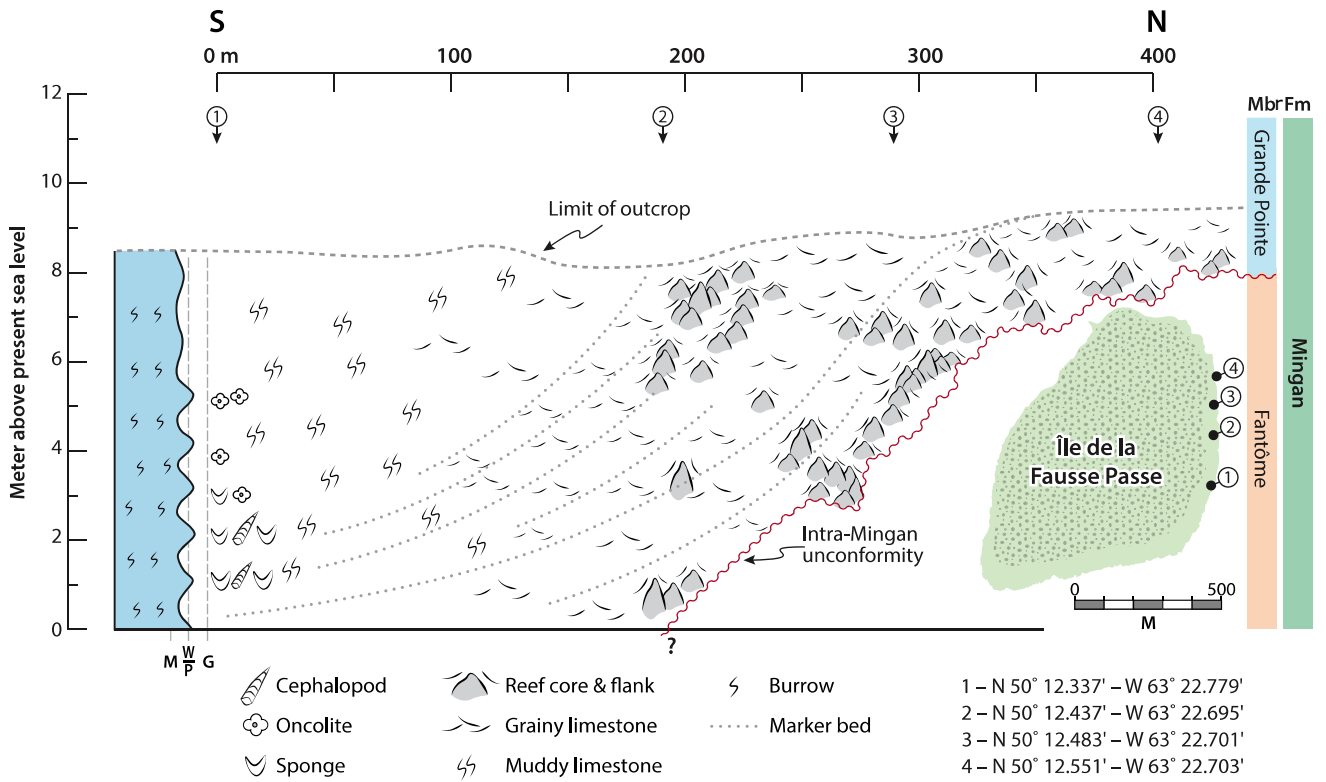 S
N
0 m
100
200
300
400
12
10
8
6
4
2
0
Meter above present sea level
1
2
3
4
Mbr Fm
Grande Pointe
Fantôme
Mingan
Limit of outcrop
Intra-Mingan
unconformity
Île de la
Fausse Passe
4
3
2
1
0
500
M
M
W
P
G
?
Cephalopod
Oncolite
Sponge
Reef core & flank
Grainy limestone
Muddy limestone
Burrow
Marker bed
1 – N 50° 12.337' – W 63° 22.779'
2 – N 50° 12.437' – W 63° 22.695'
3 – N 50° 12.483' – W 63° 22.701'
4 – N 50° 12.551' – W 63° 22.703'